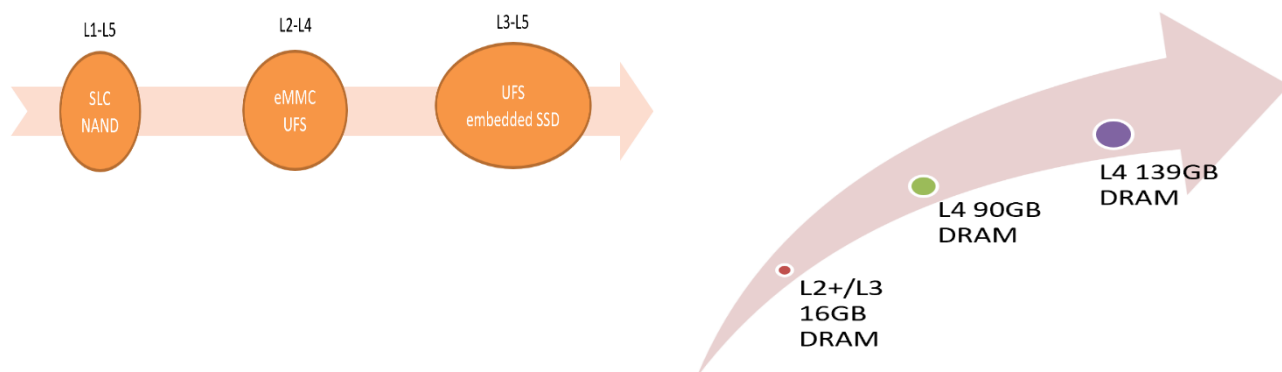 L1-L5
SLC
NAND
L2-L4
eMMC
UFS
L3-L5
UFS
embedded SSD
L2+/L3
16GB
DRAM
L4 90GB
DRAM
L4 139GB
DRAM